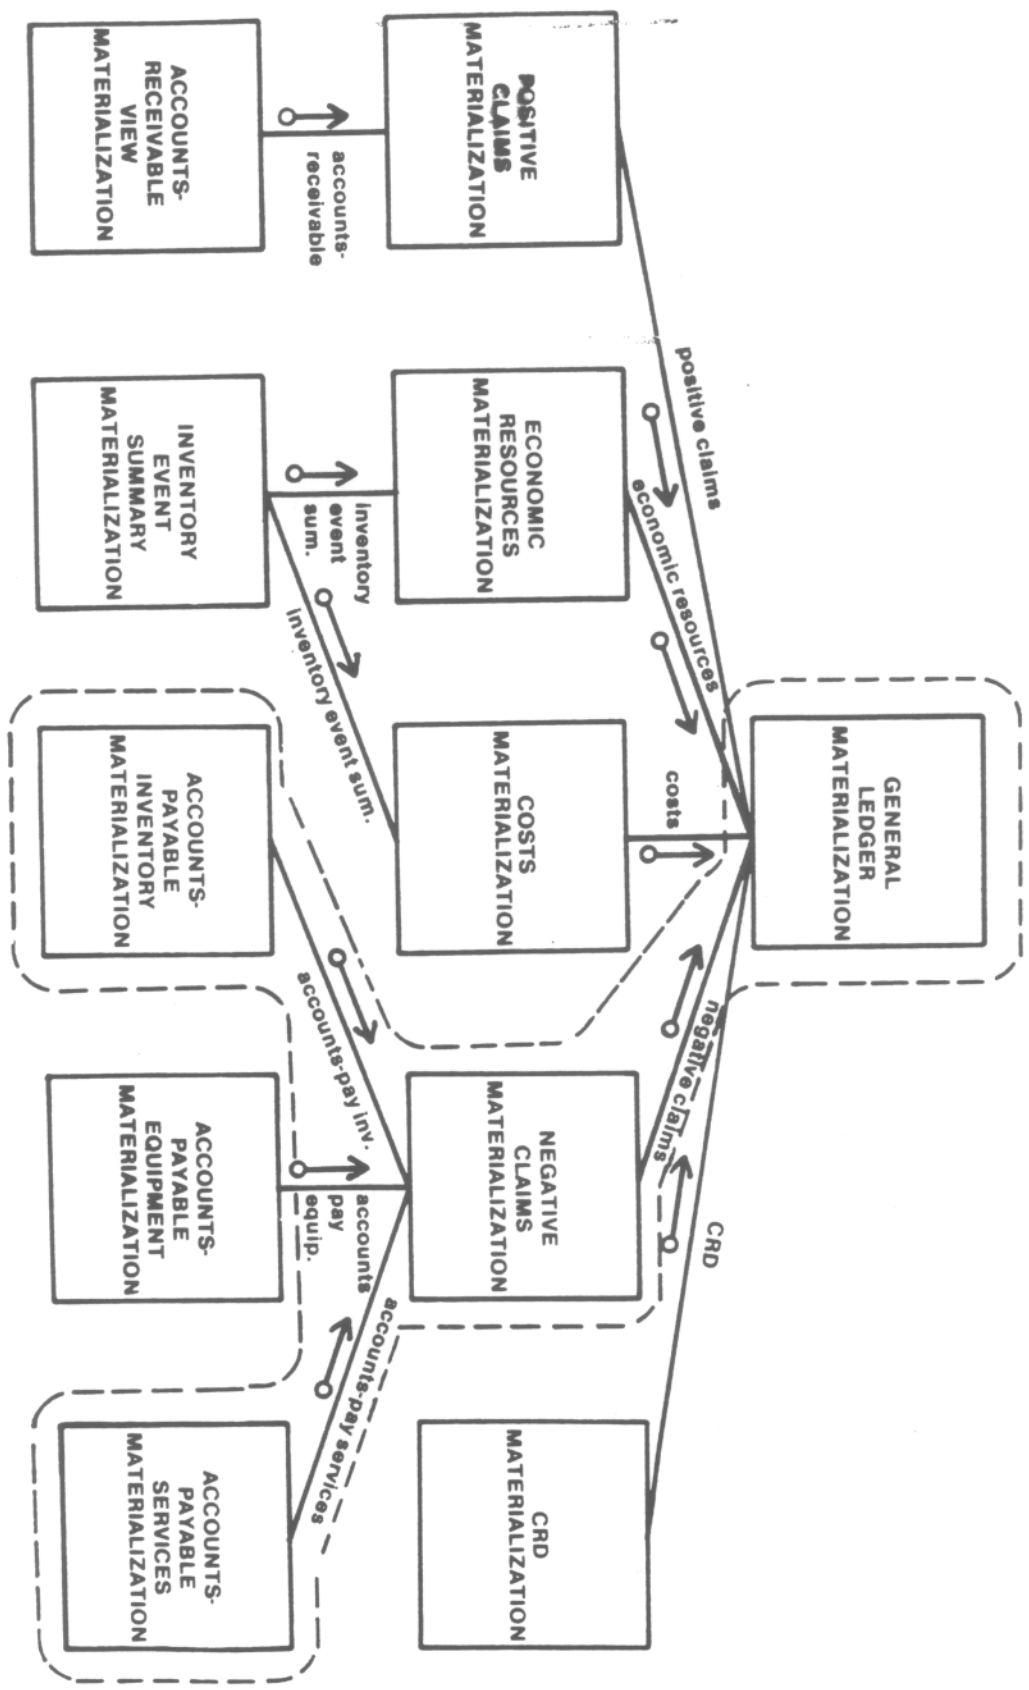 GENERAL
LEDGER
MATERIALIZATION
positive claims
economic resources
costs
negative claims
CRD
POSITIVE
CLAIMS
MATERIALIZATION
ECONOMIC
RESOURCES
MATERIALIZATION
COSTS
MATERIALIZATION
NEGATIVE
CLAIMS
MATERIALIZATION
CRD
MATERIALIZATION
accounts-
receivable
inventory
event
sum.
inventory event sum.
accounts-pay inv.
accounts
pay
equip.
accounts-pay services
ACCOUNTS-
RECEIVABLE
VIEW
MATERIALIZATION
INVENTORY
EVENT
SUMMARY
MATERIALIZATION
ACCOUNTS-
PAYABLE
INVENTORY
MATERIALIZATION
ACCOUNTS-
PAYABLE
EQUIPMENT
MATERIALIZATION
ACCOUNTS-
PAYABLE
SERVICES
MATERIALIZATION